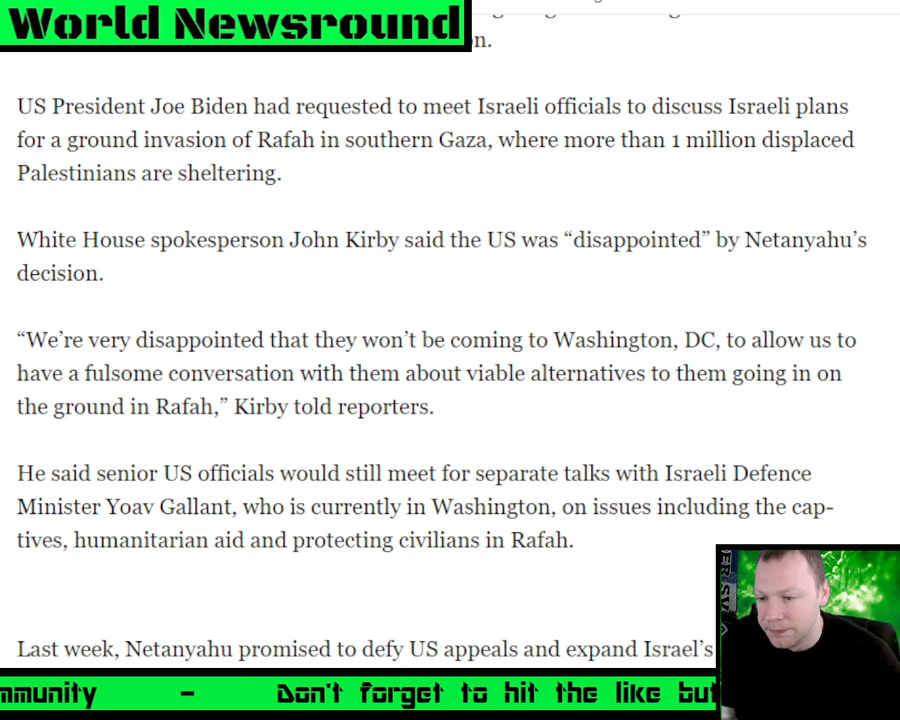 World Newsround
n.
US President Joe Biden had requested to meet Israeli officials to discuss Israeli plans
for a ground invasion of Rafah in southern Gaza, where more than 1 million displaced
Palestinians are sheltering.
White House spokesperson John Kirby said the US was “disappointed” by Netanyahu’s
decision.
“We’re very disappointed that they won’t be coming to Washington, DC, to allow us to
have a fulsome conversation with them about viable alternatives to them going in on
the ground in Rafah,” Kirby told reporters.
He said senior US officials would still meet for separate talks with Israeli Defence
Minister Yoav Gallant, who is currently in Washington, on issues including the cap-
tives, humanitarian aid and protecting civilians in Rafah.
Last week, Netanyahu promised to defy US appeals and expand Israel’s
mmunity - Don't forget to hit the like but